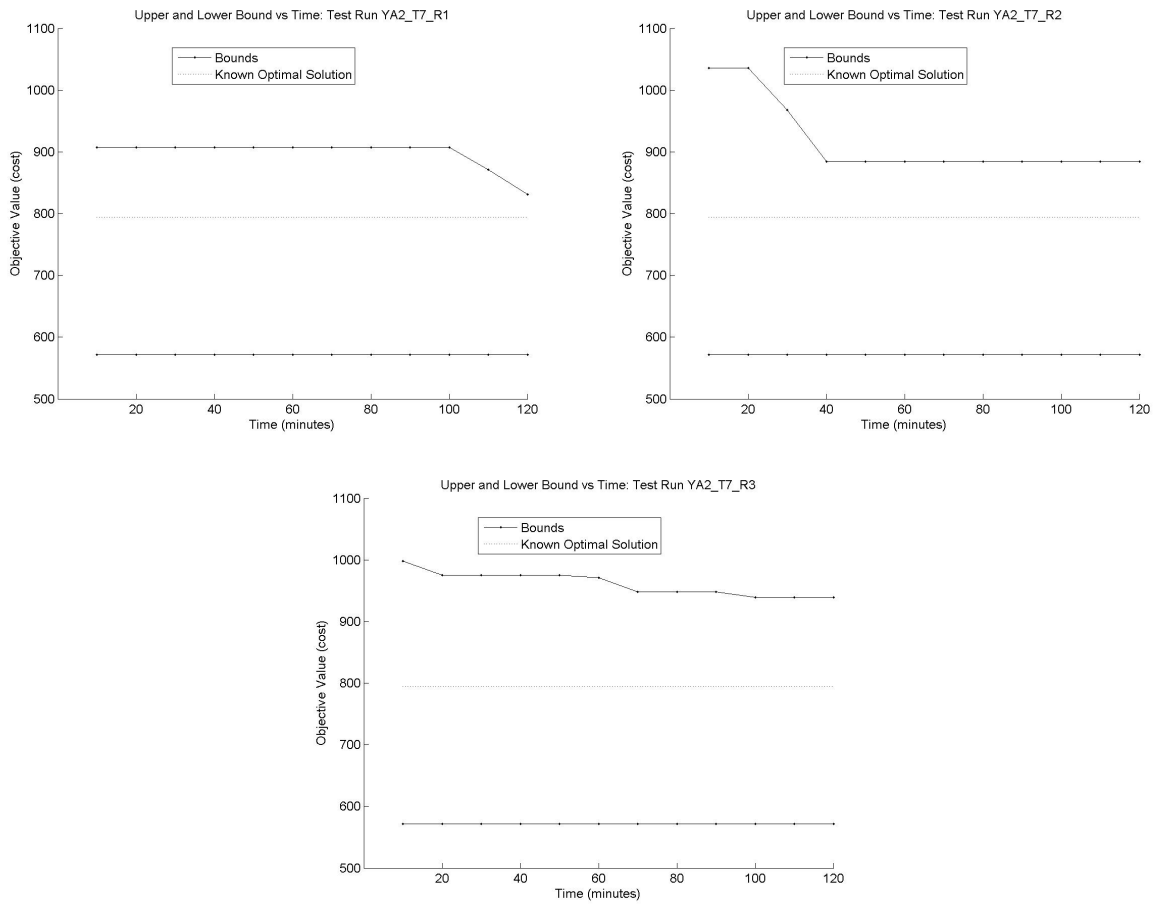 Upper and Lower Bound vs Time: Test Run YA2_T7_R1
1100
1000
900
800
700
600
500
Objective Value (cost)
Bounds
Known Optimal Solution
20 40 60 80 100 120
Time (minutes)
Upper and Lower Bound vs Time: Test Run YA2_T7_R2
1100
1000
900
800
700
600
500
Objective Value (cost)
Bounds
Known Optimal Solution
20 40 60 80 100 120
Time (minutes)
Upper and Lower Bound vs Time: Test Run YA2_T7_R3
1100
1000
900
800
700
600
500
Objective Value (cost)
Bounds
Known Optimal Solution
20 40 60 80 100 120
Time (minutes)